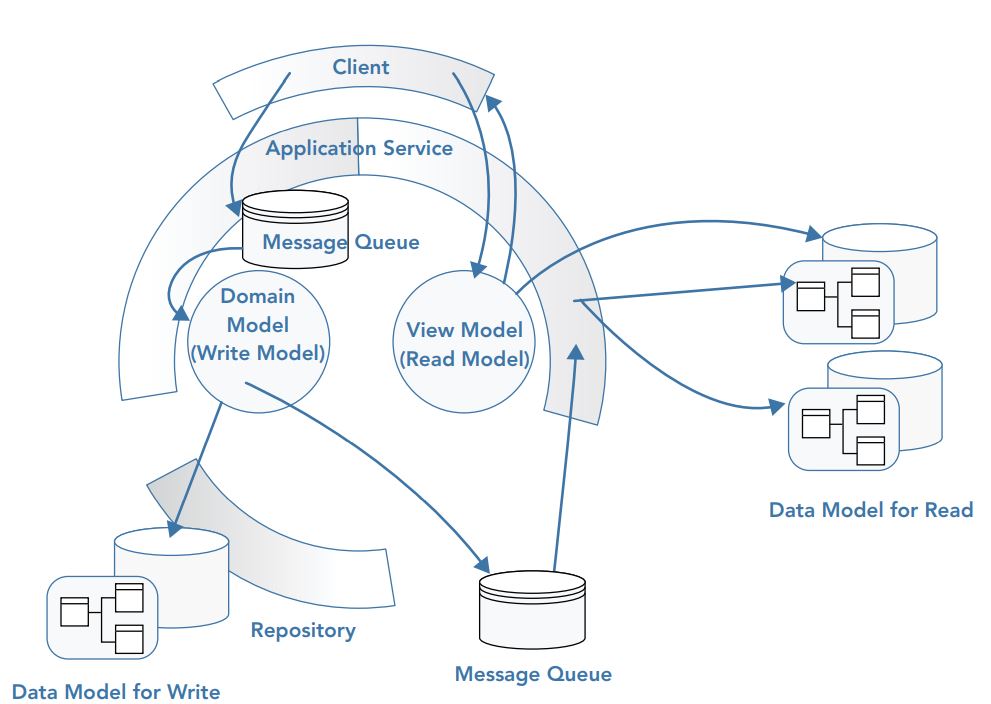 Client
Application Service
Message Queue
Domain
Model
(Write Model)
View Model
(Read Model)
Data Model for Read
Repository
Message Queue
Data Model for Write